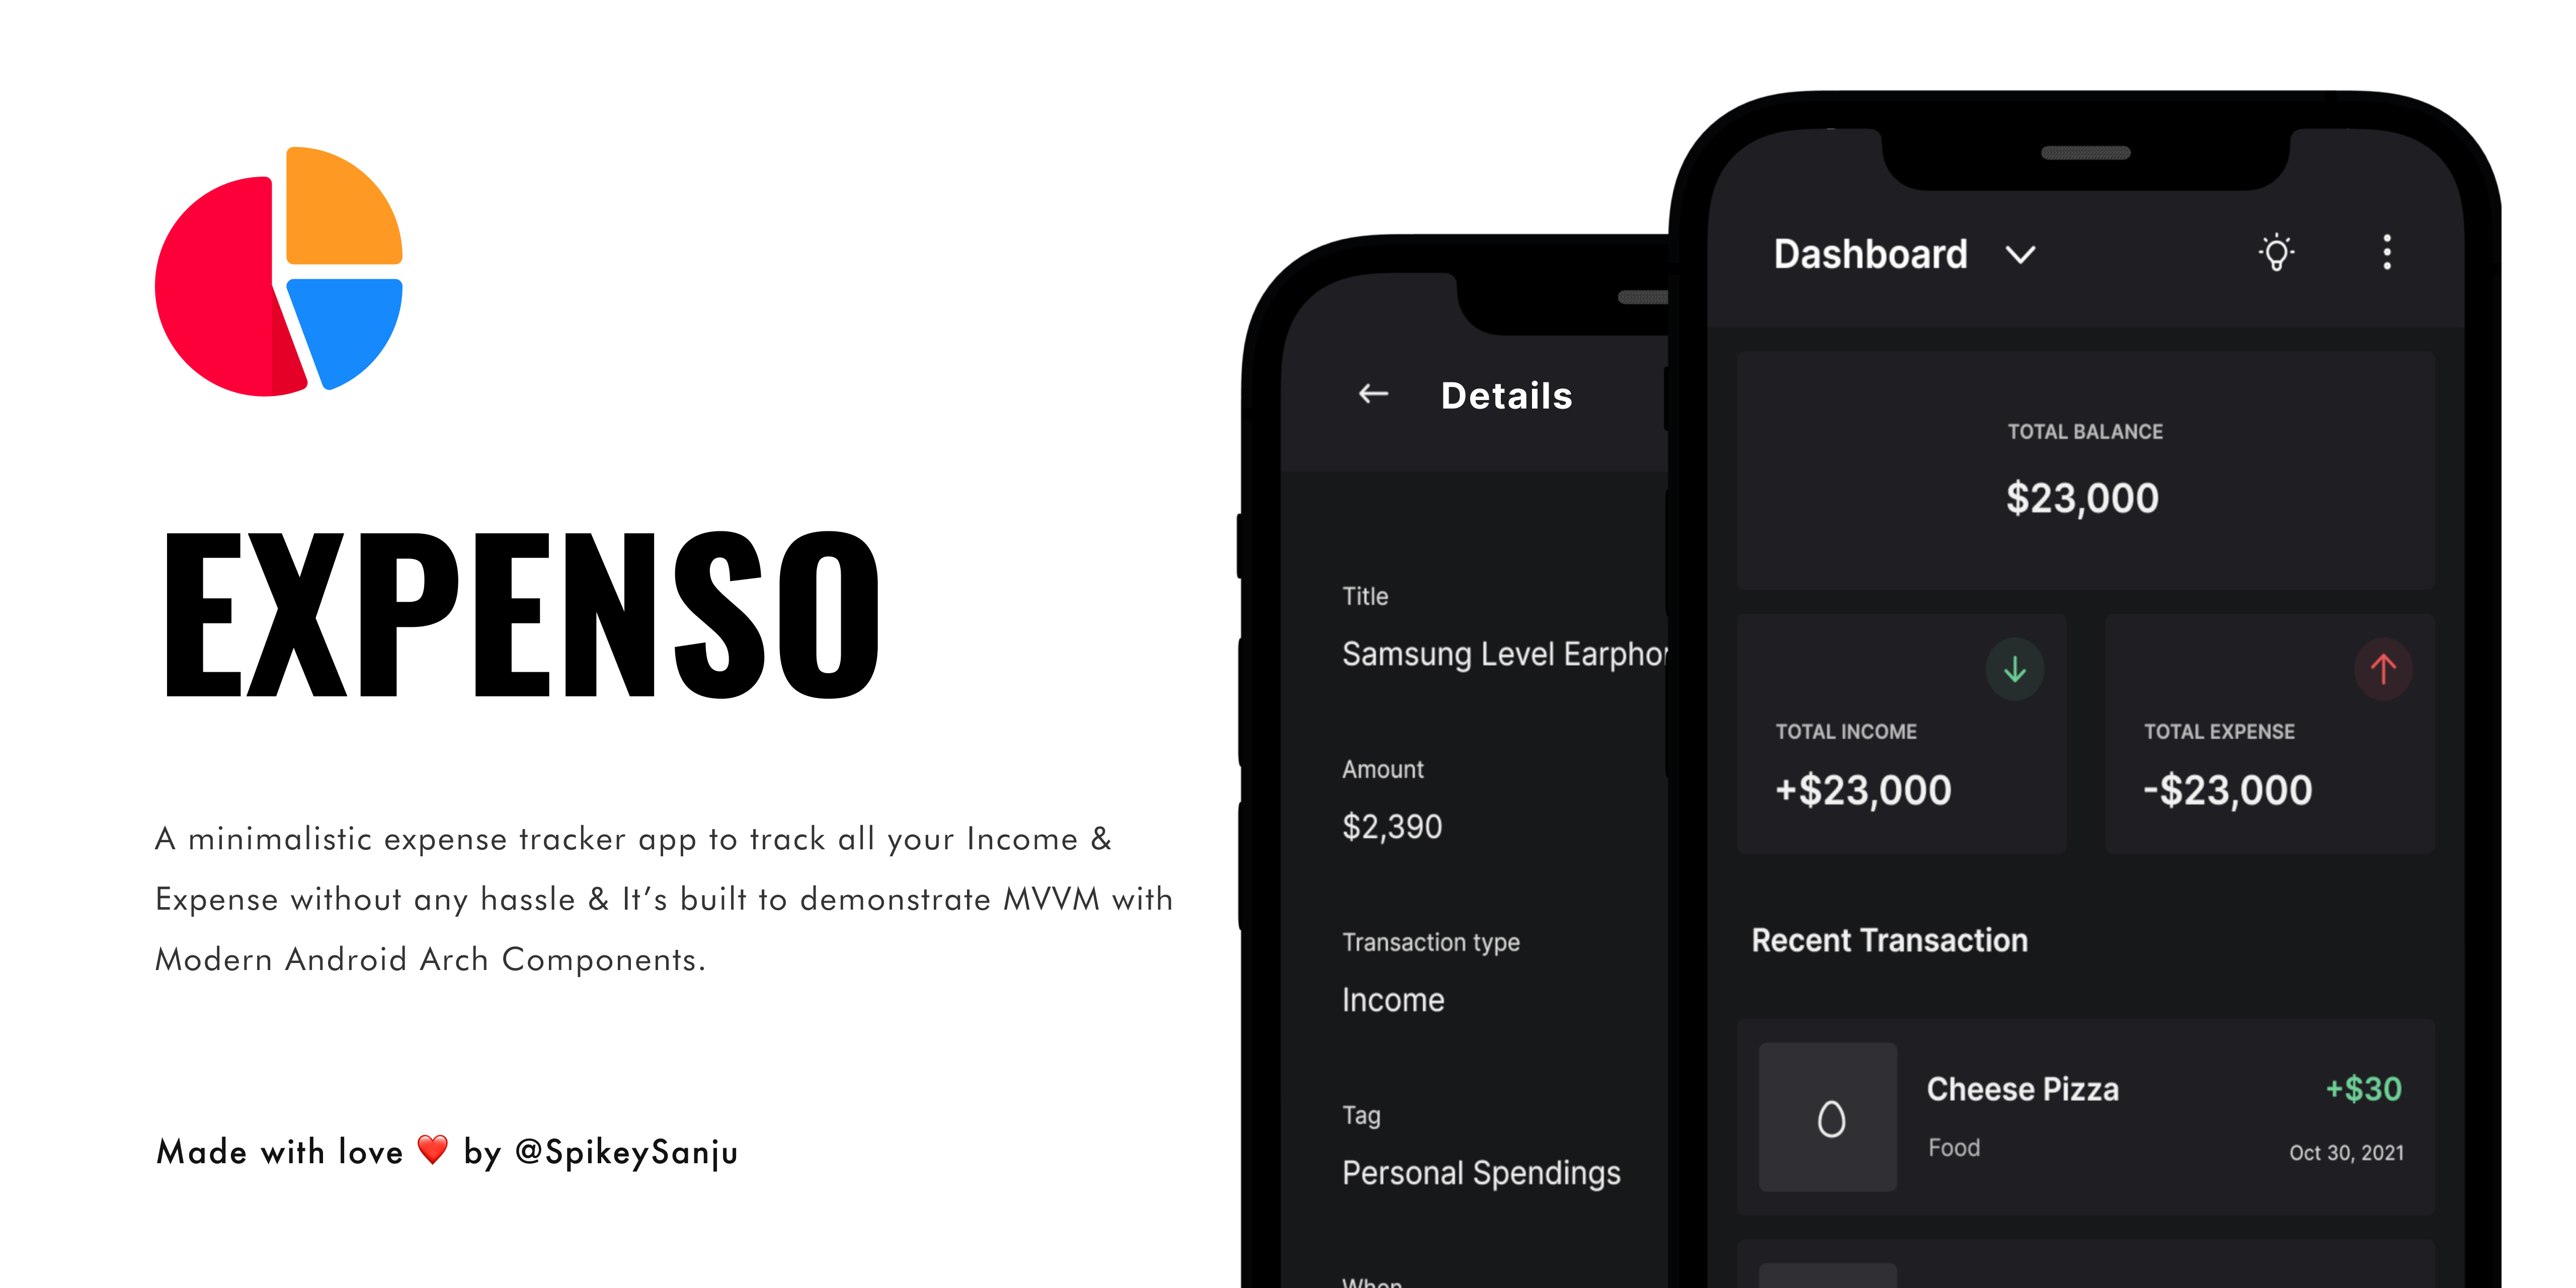 EXPENSO
A minimalistic expense tracker app to track all your Income &
Expense without any hassle & It’s built to demonstrate MVVM with
Modern Android Arch Components.
Made with love ❤️ by @SpikeySanju
Details
Title
Samsung Level
Amount
$2,390
Transaction type
Income
Tag
Personal Spendings
Dashboard
TOTAL BALANCE
$23,000
TOTAL INCOME
+$23,000
TOTAL EXPENSE
-$23,000
Recent Transaction
Cheese Pizza
+$30
Food
Oct 30, 2021